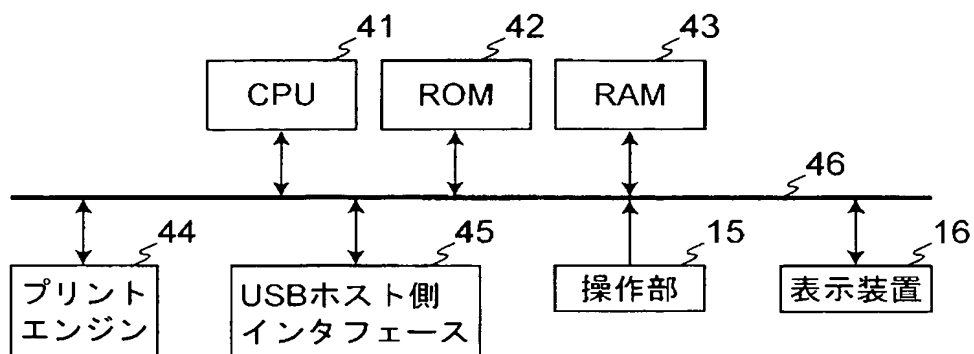 41
42
43
CPU
ROM
RAM
46
44
45
15
16
プリント
エンジン
USBホスト側
インタフェース
操作部
表示装置